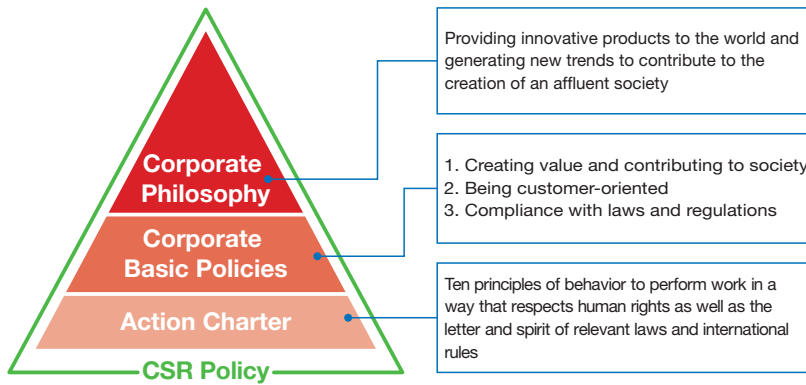 Corporate
Philosophy
Providing innovative products to the world and
generating new trends to contribute to the
creation of an affluent society
Corporate
Basic Policies
1. Creating value and contributing to society
2. Being customer-oriented
3. Compliance with laws and regulations
Action Charter
Ten principles of behavior to perform work in a
way that respects human rights as well as the
letter and spirit of relevant laws and international
rules
CSR Policy